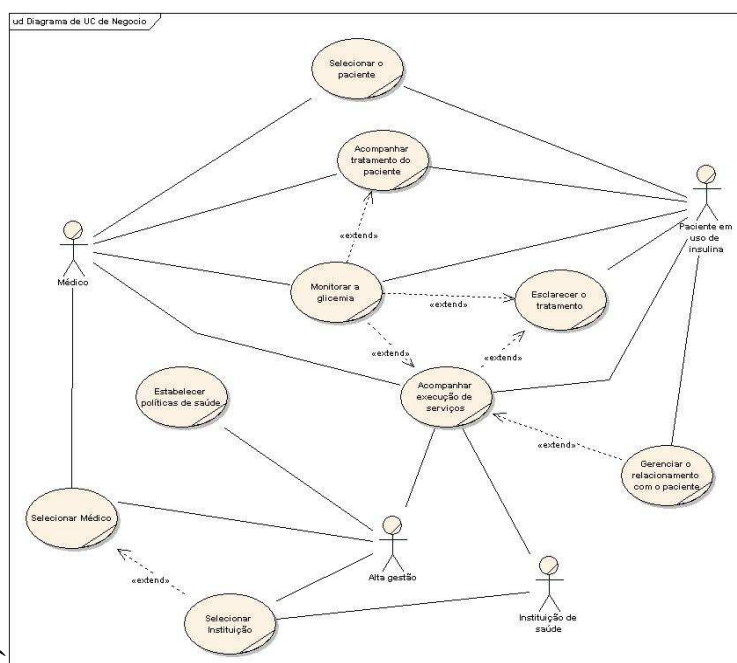 ud Diagrama de UC de Negocio
Selecionar o
paciente
Acompanhar
tratamento do
paciente
Médico
Paciente em
uso de
insulina
«extend»
Monitorar a
glicemia
«extend»
Esclarecer o
tratamento
«extend»
«extend»
Estabelecer
políticas de saúde
Acompanhar
execução de
serviços
«extend»
Gerenciar o
relacionamento
com o paciente
Selecionar Médico
«extend»
Alta gestão
Selecionar
Instituição
Instituição de
saúde